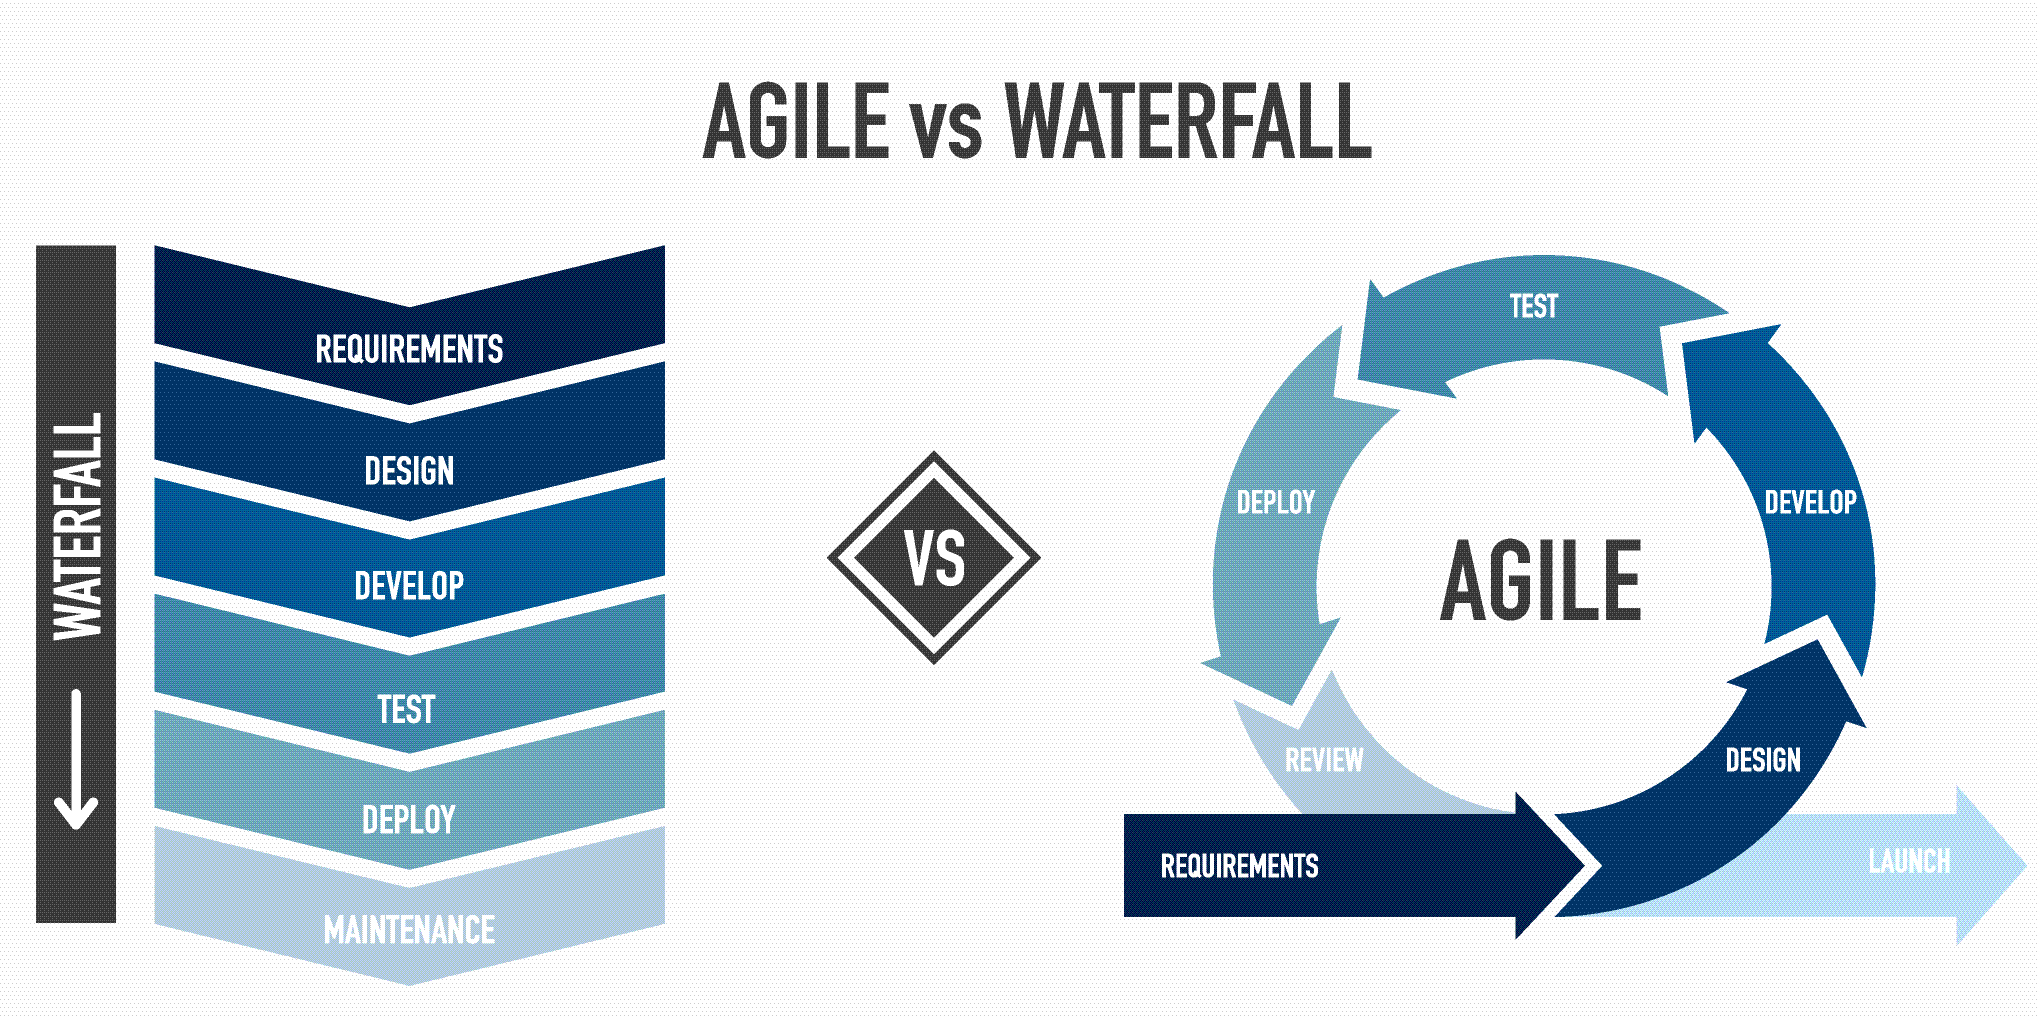 AGILE vs WATERFALL
WATERFALL
REQUIREMENTS
DESIGN
DEVELOP
TEST
DEPLOY
MAINTENANCE
VS
AGILE
REQUIREMENTS
DESIGN
DEVELOP
TEST
DEPLOY
REVIEW
LAUNCH